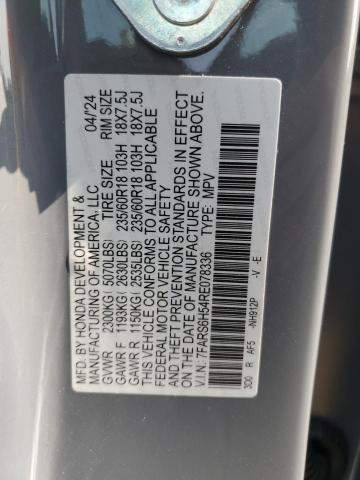 MFD. BY HONDA DEVELOPMENT &
MANUFACTURING OF AMERICA, LLC 04/24
GVWR 2300KG( 5070LBS) TIRE SIZE RIM SIZE
GAWR F 1193KG( 2630LBS) 235/60R18 103H 18X7.5J
GAWR R 1150KG( 2535LBS) 235/60R18 103H 18X7.5J
THIS VEHICLE CONFORMS TO ALL APPLICABLE
FEDERAL MOTOR VEHICLE SAFETY STANDARDS IN EFFECT
ON THE DATE OF MANUFACTURE SHOWN ABOVE.
V.I.N.: 7FARS6H54RE078336 TYPE: MPV
300 R AF5 -NH912P -V -E